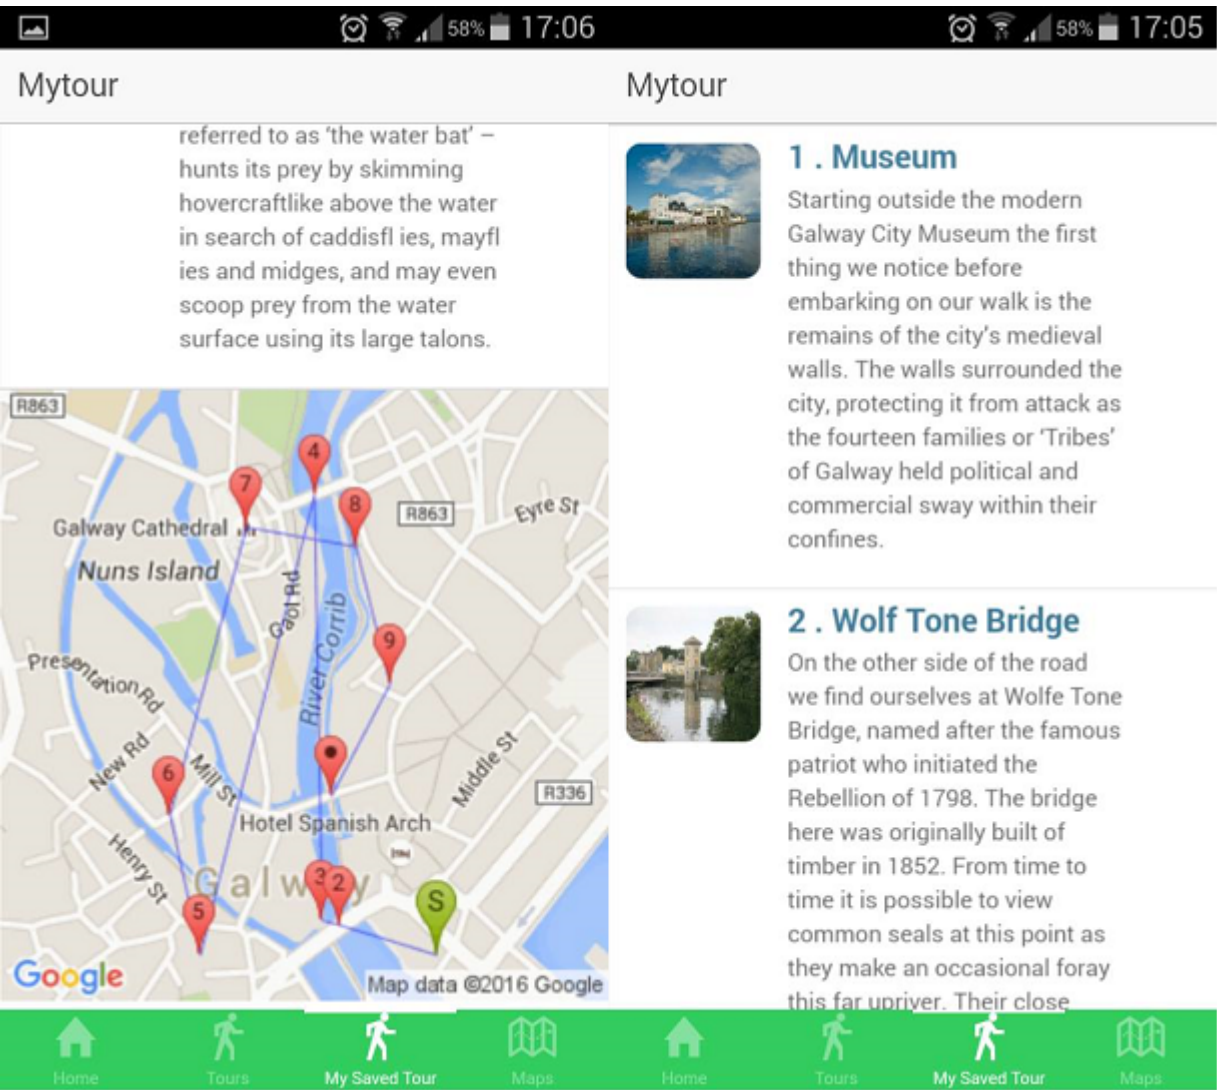 58% 17:06
Mytour
referred to as ‘the water bat’ –
hunts its prey by skimming
hovercraftlike above the water
in search of caddisfl ies, mayfl
ies and midges, and may even
scoop prey from the water
surface using its large talons.
R863
4
7
8
R863
Eyre St
Galway Cathedral
Nuns Island
Gaol Rd
River Corrib
9
Presentation Rd
New Rd
Mill St
6
Middle St
R336
Hotel Spanish Arch
Henry St
Galway
3
2
S
5
Google
Map data ©2016 Google
Home
Tours
My Saved Tour
Maps
58% 17:05
Mytour
1 . Museum
Starting outside the modern
Galway City Museum the first
thing we notice before
embarking on our walk is the
remains of the city’s medieval
walls. The walls surrounded the
city, protecting it from attack as
the fourteen families or ‘Tribes’
of Galway held political and
commercial sway within their
confines.
2 . Wolf Tone Bridge
On the other side of the road
we find ourselves at Wolfe Tone
Bridge, named after the famous
patriot who initiated the
Rebellion of 1798. The bridge
here was originally built of
timber in 1852. From time to
time it is possible to view
common seals at this point as
they make an occasional foray
this far upriver. Their close
Home
Tours
My Saved Tour
Maps